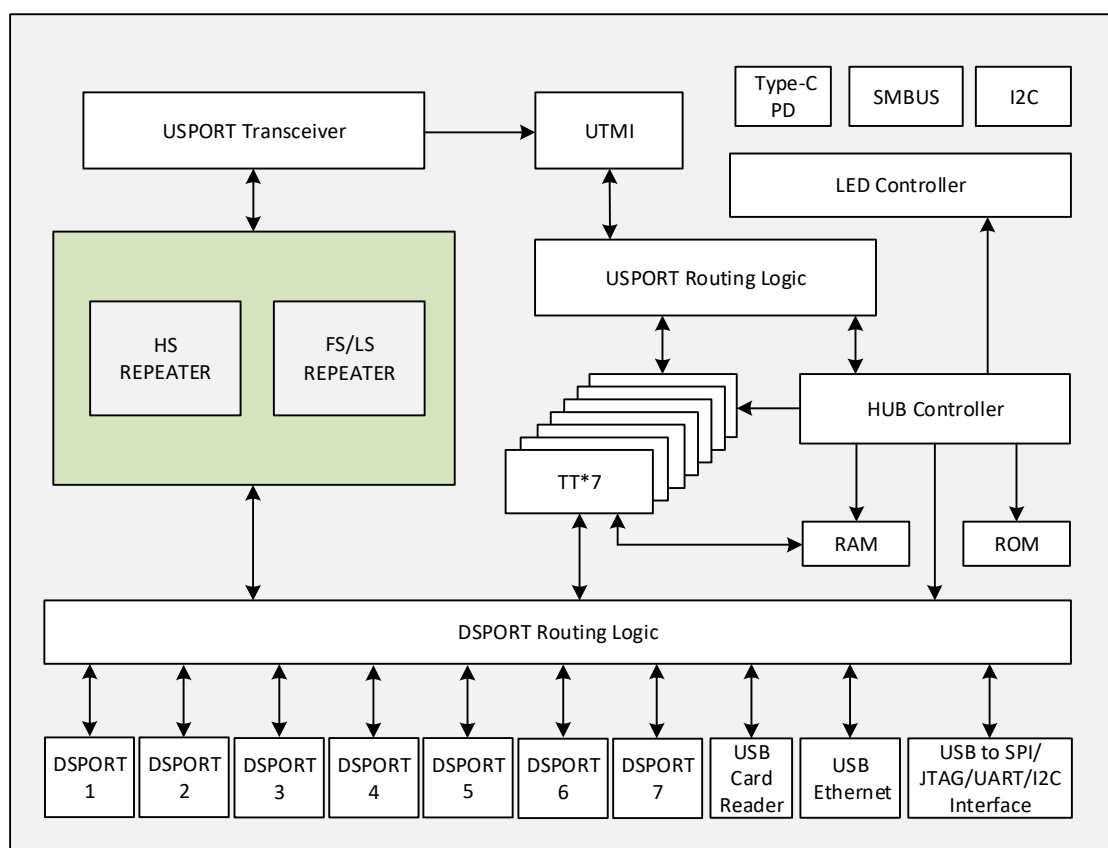 Type-C
PD
SMBUS
I2C
USPORT Transceiver
UTMI
LED Controller
USPORT Routing Logic
HS
REPEATER
FS/LS
REPEATER
HUB Controller
TT*7
RAM
ROM
DSPORT Routing Logic
DSPORT
1
DSPORT
2
DSPORT
3
DSPORT
4
DSPORT
5
DSPORT
6
DSPORT
7
USB
Card
Reader
USB
Ethernet
USB to SPI/
JTAG/UART/I2C
Interface